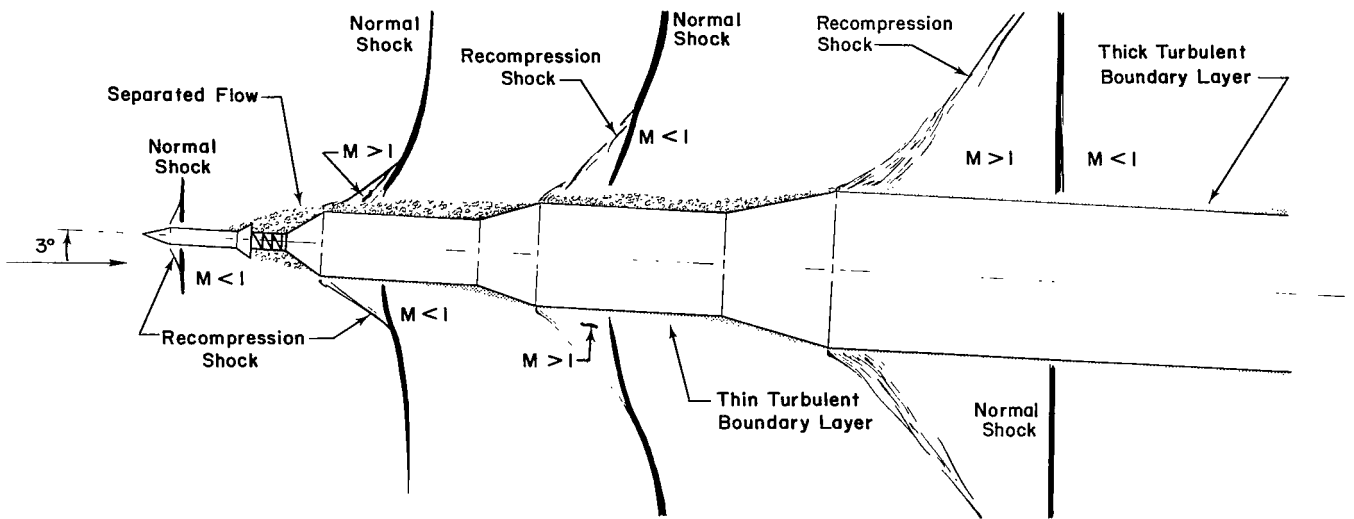 Normal
Shock
Normal
Shock
Recompression
Shock
Recompression
Shock
Thick Turbulent
Boundary Layer
Separated Flow
Normal
Shock
M > 1
M < 1
M > 1
M < 1
3°
M < 1
Recompression
Shock
M < 1
M > 1
Thin Turbulent
Boundary Layer
Normal
Shock